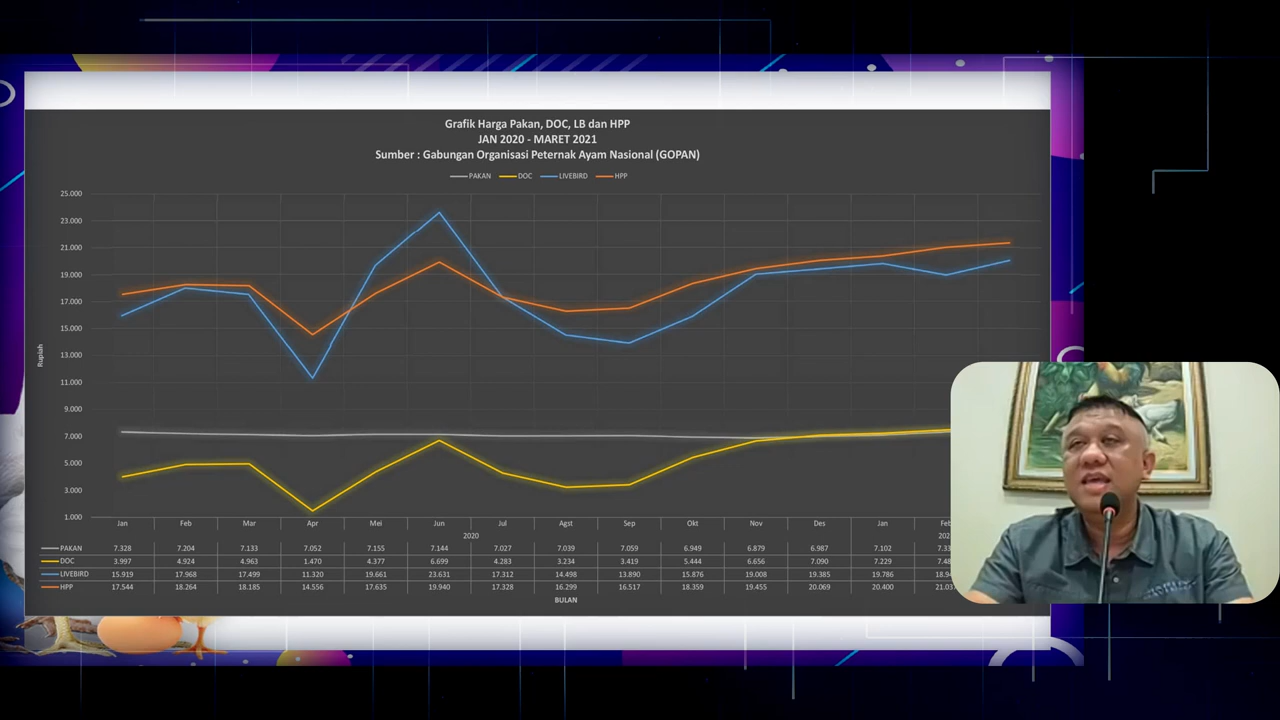 Grafik Harga Pakan, DOC, LB dan HPP
JAN 2020 - MARET 2021
Sumber : Gabungan Organisasi Peternak Ayam Nasional (GOPAN)
PAKAN DOC LIVEBIRD HPP
25.000
23.000
21.000
19.000
17.000
15.000
13.000
11.000
9.000
7.000
5.000
3.000
1.000
Rupiah
Jan Feb Mar Apr Mei Jun Jul Agst Sep Okt Nov Des Jan
2020
PAKAN 7.328 7.204 7.133 7.052 7.155 7.144 7.027 7.039 7.059 6.949 6.879 6.987 7.102
DOC 3.997 4.924 4.963 1.470 4.377 6.699 4.283 3.234 3.419 5.444 6.656 7.090 7.229
LIVEBIRD 15.919 17.968 17.499 11.320 19.661 23.631 17.312 14.498 13.890 15.876 19.008 19.385 19.786
HPP 17.544 18.264 18.185 14.556 17.635 19.940 17.328 16.299 16.517 18.359 19.455 20.069 20.400
BULAN